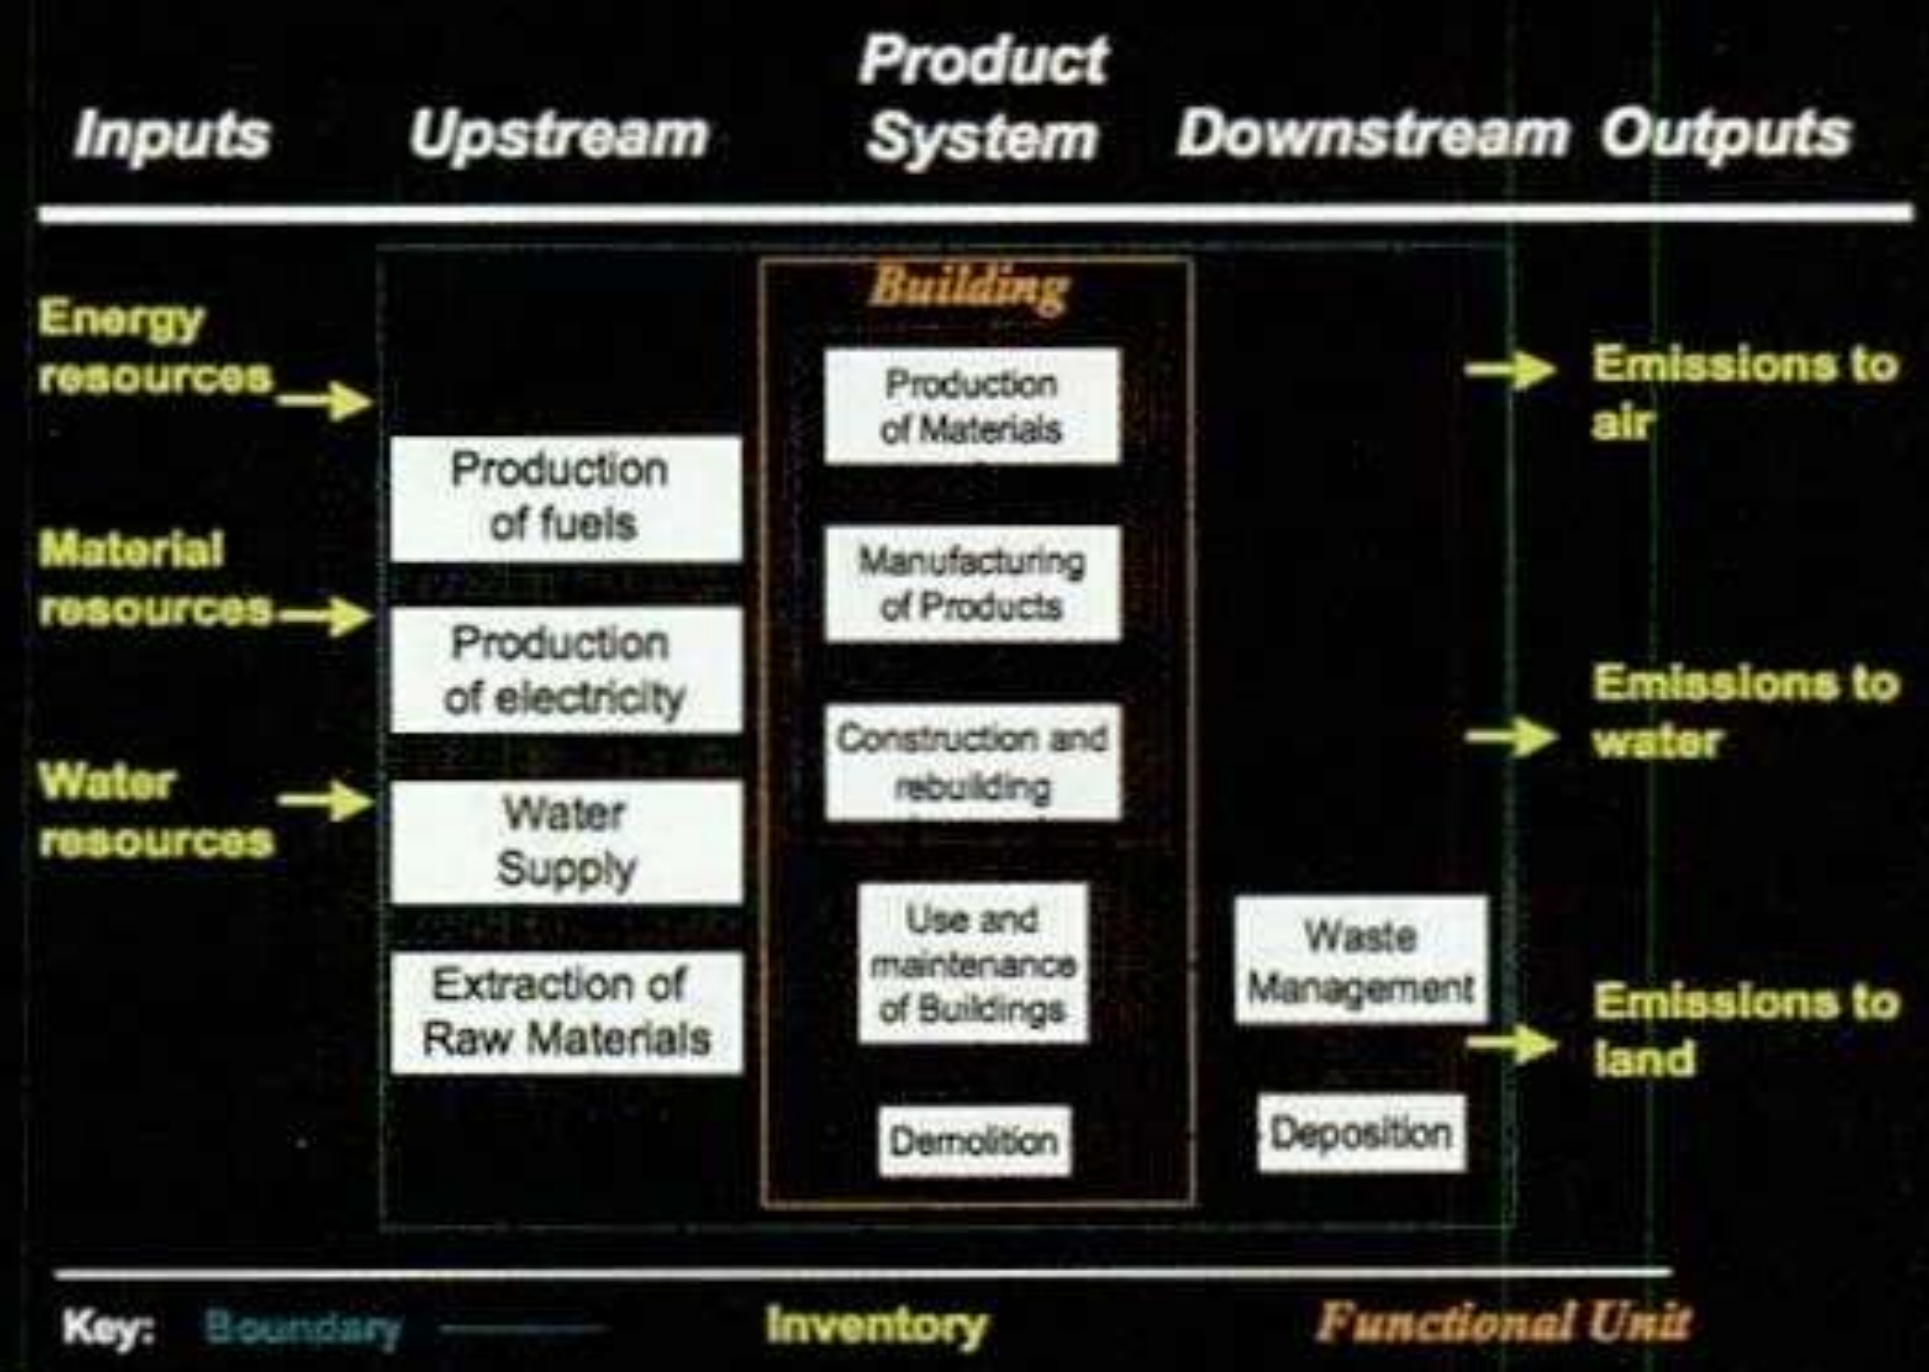 Product
Inputs Upstream System Downstream Outputs
Building
Energy
resources
Material
resources
Water
resources
Production
of fuels
Production
of electricity
Water
Supply
Extraction of
Raw Materials
Production
of Materials
Manufacturing
of Products
Construction and
rebuilding
Use and
maintenance
of Buildings
Demolition
Waste
Management
Deposition
Emissions to
air
Emissions to
water
Emissions to
land
Key: Boundary Inventory Functional Unit